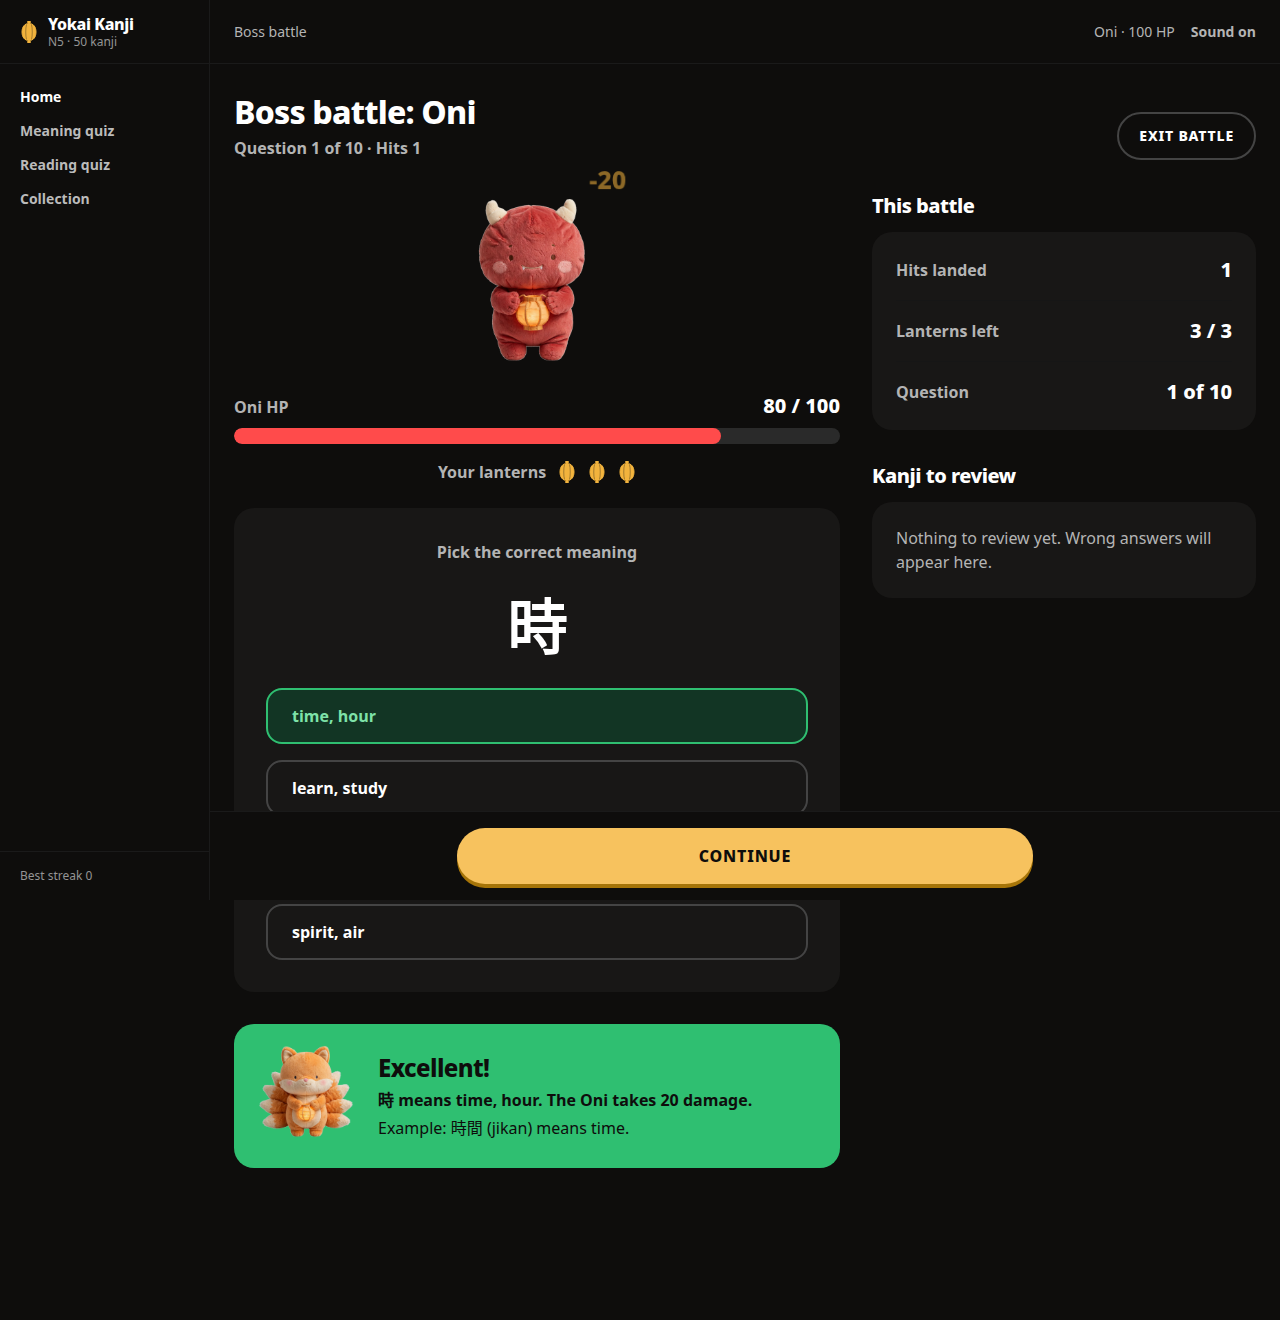 Yokai Kanji
N5 · 50 kanji
Home
Meaning quiz
Reading quiz
Collection
Best streak 0
Boss battle
Oni · 100 HP
Sound on
Boss battle: Oni
Question 1 of 10 · Hits 1
EXIT BATTLE
-20
Oni HP
80 / 100
Your lanterns
Pick the correct meaning
時
time, hour
learn, study
CONTINUE
spirit, air
Excellent!
時 means time, hour. The Oni takes 20 damage.
Example: 時間 (jikan) means time.
This battle
Hits landed
1
Lanterns left
3 / 3
Question
1 of 10
Kanji to review
Nothing to review yet. Wrong answers will
appear here.